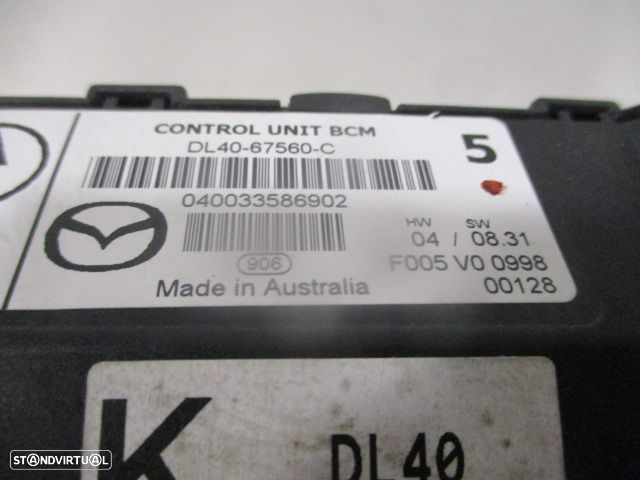 CONTROL UNIT BCM
DL40-67560-C
5
040033586902
HW SW
04 / 08.31
906
F005 V0 0998
Made in Australia
00128
K
DL40
STANDVIRTUAL